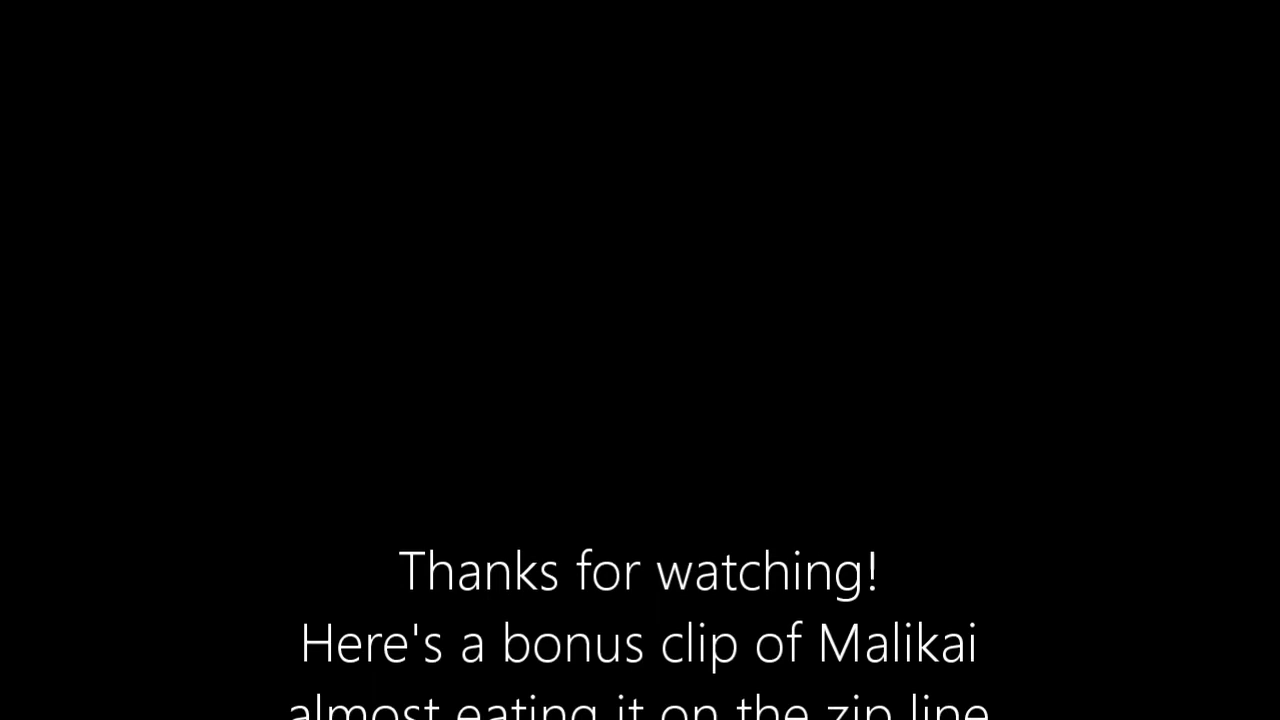 Thanks for watching!
Here's a bonus clip of Malikai
almost eating it on the zip line